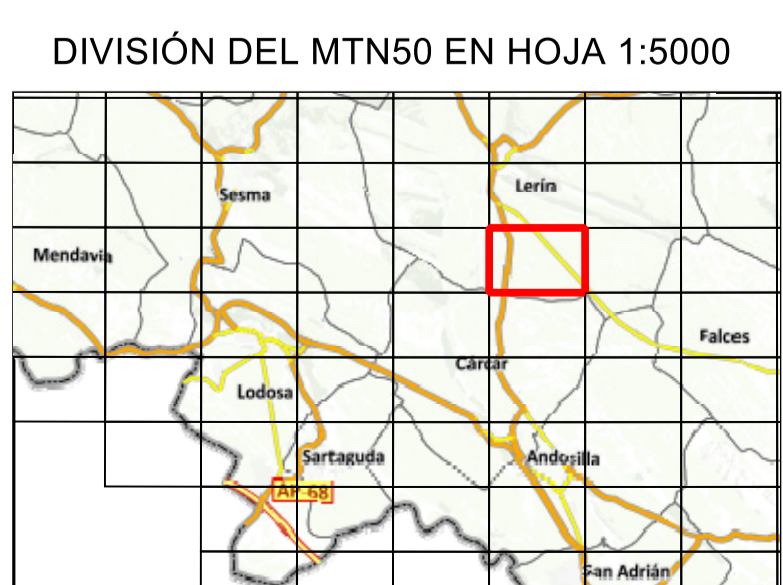 DIVISIÓN DEL MTN50 EN HOJA 1:5000
Lerín
Sesma
Mendavia
Falces
Cárcar
Lodosa
Sartaguda
Andosilla
AP-68
San Adrián